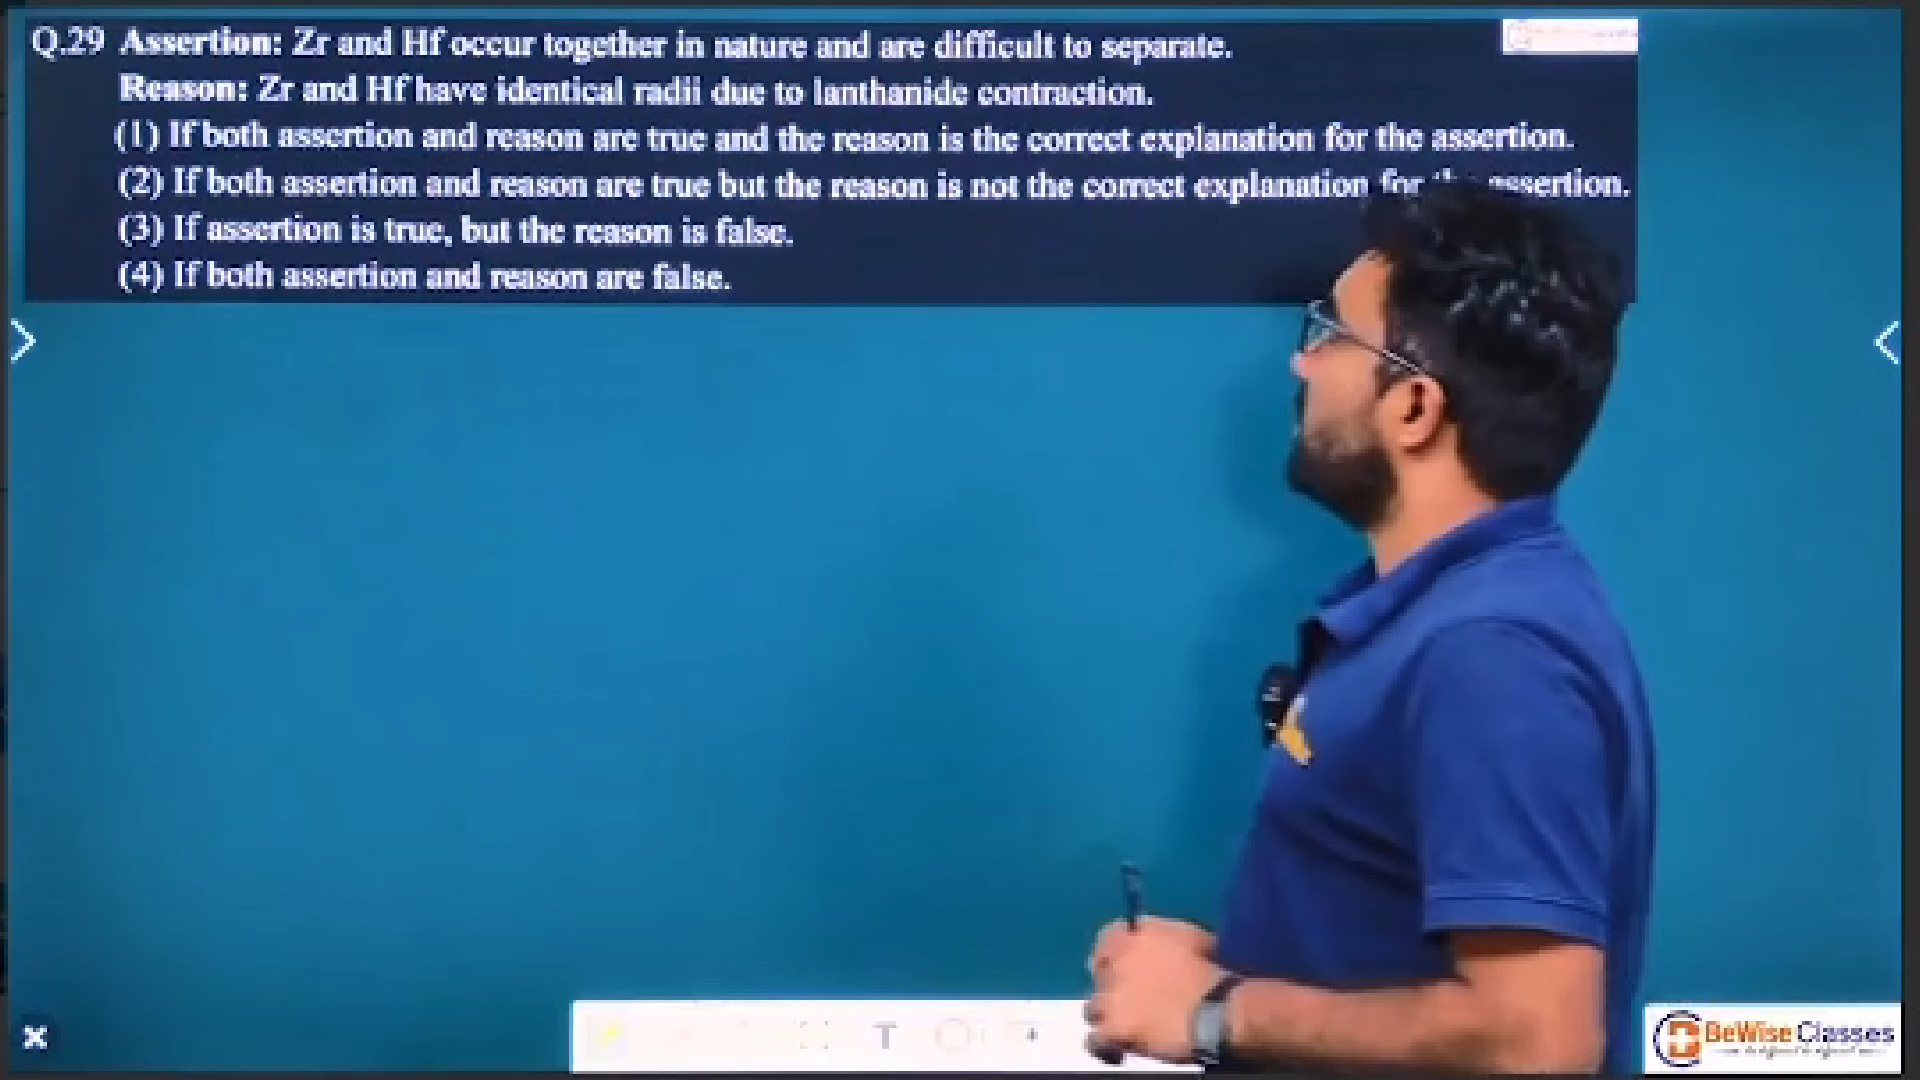 Q.29 Assertion: Zr and Hf occur together in nature and are difficult to separate.
Reason: Zr and Hf have identical radii due to lanthanide contraction.
(1) If both assertion and reason are true and the reason is the correct explanation for the assertion.
(2) If both assertion and reason are true but the reason is not the correct explanation for assertion.
(3) If assertion is true, but the reason is false.
(4) If both assertion and reason are false.
T
BeWise Classes